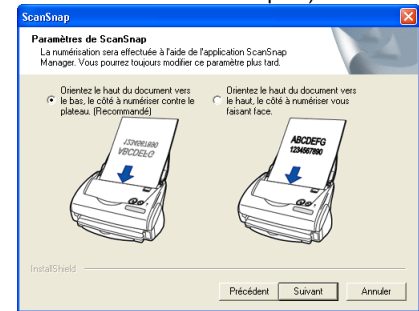 ScanSnap
Paramètres de ScanSnap
La numérisation sera effectuée à l'aide de l'application ScanSnap
Manager. Vous pourrez toujours modifier ce paramètre plus tard.
Orientez le haut du document vers
le bas, le côté à numériser contre le
plateau. (Recommandé)
Orientez le haut du document vers
le haut, le côté à numériser vous
faisant face.
1234567890
ABCDEFG
ABCDEFG
1234567890
InstallShield
Précédent
Suivant
Annuler